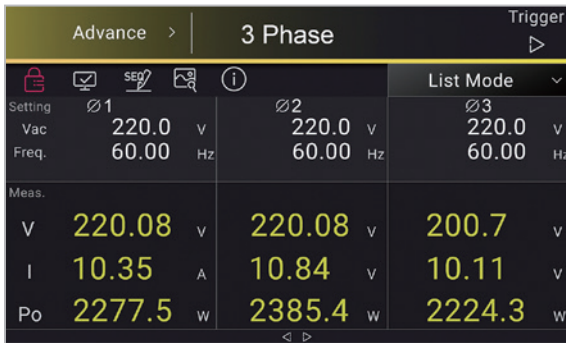 Advance > 3 Phase Trigger
SEQ i List Mode
Setting Ø1 Ø2 Ø3
Vac 220.0 V 220.0 V 220.0 V
Freq. 60.00 Hz 60.00 Hz 60.00 Hz
Meas.
V 220.08 V 220.08 V 200.7 V
I 10.35 A 10.84 V 10.11 V
Po 2277.5 W 2385.4 W 2224.3 W